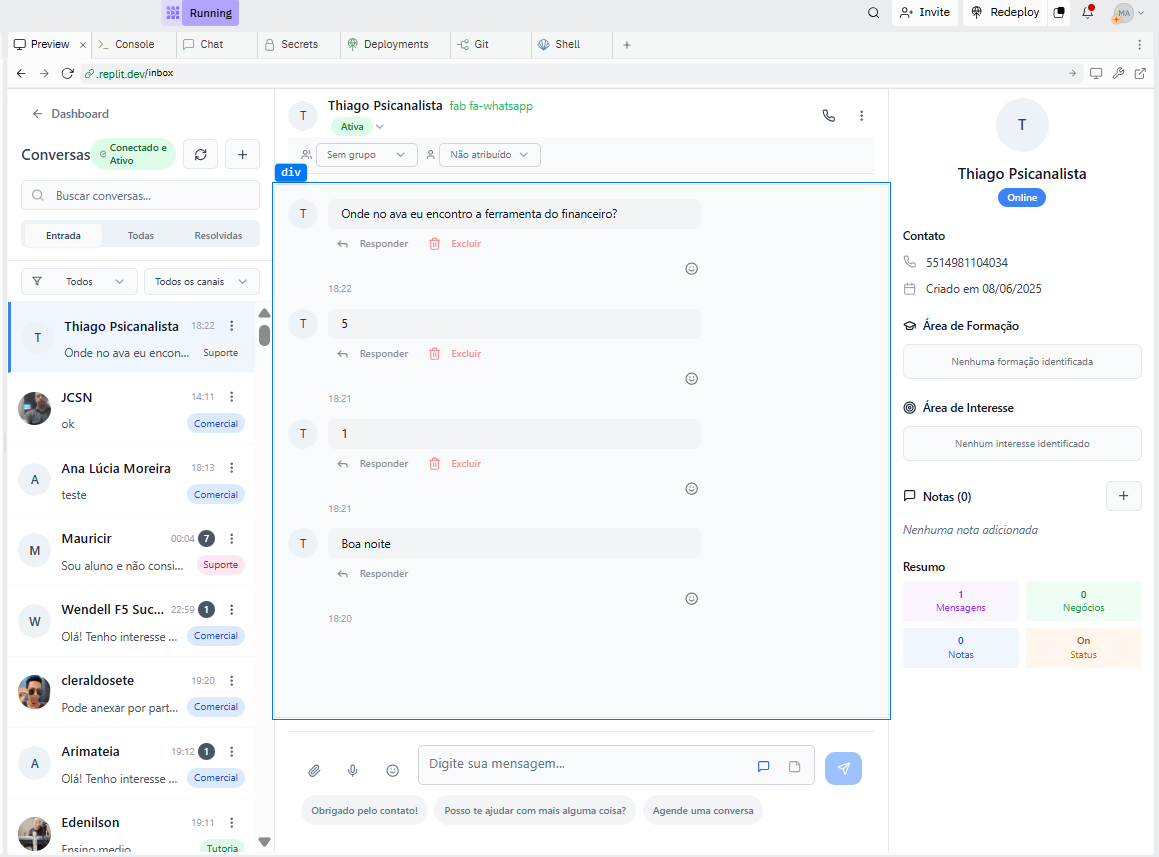 Running
Invite
Redeploy
MA
Preview
Console
Chat
Secrets
Deployments
Git
Shell
.replit.dev/inbox
Dashboard
Conversas
Conectado e
Ativo
Buscar conversas...
Entrada
Todas
Resolvidas
Todos
Todos os canais
T
Thiago Psicanalista
18:22
Onde no ava eu encon...
Suporte
JCSN
14:11
ok
Comercial
A
Ana Lúcia Moreira
18:13
teste
Comercial
M
Mauricir
00:04
7
Sou aluno e não consi...
Suporte
W
Wendell F5 Suc...
22:59
1
Olá! Tenho interesse ...
Comercial
cleraldosete
19:20
Pode anexar por part...
Comercial
A
Arimateia
19:12
1
Olá! Tenho interesse ...
Comercial
Edenilson
19:11
Ensino medio
Tutoria
T
Thiago Psicanalista
fab fa-whatsapp
Ativa
Sem grupo
Não atribuído
div
T
Onde no ava eu encontro a ferramenta do financeiro?
Responder
Excluir
18:22
T
5
Responder
Excluir
18:21
T
1
Responder
Excluir
18:21
T
Boa noite
Responder
18:20
Digite sua mensagem...
Obrigado pelo contato!
Posso te ajudar com mais alguma coisa?
Agende uma conversa
T
Thiago Psicanalista
Online
Contato
5514981104034
Criado em 08/06/2025
Área de Formação
Nenhuma formação identificada
Área de Interesse
Nenhum interesse identificado
Notas (0)
Nenhuma nota adicionada
Resumo
1
Mensagens
0
Negócios
0
Notas
On
Status